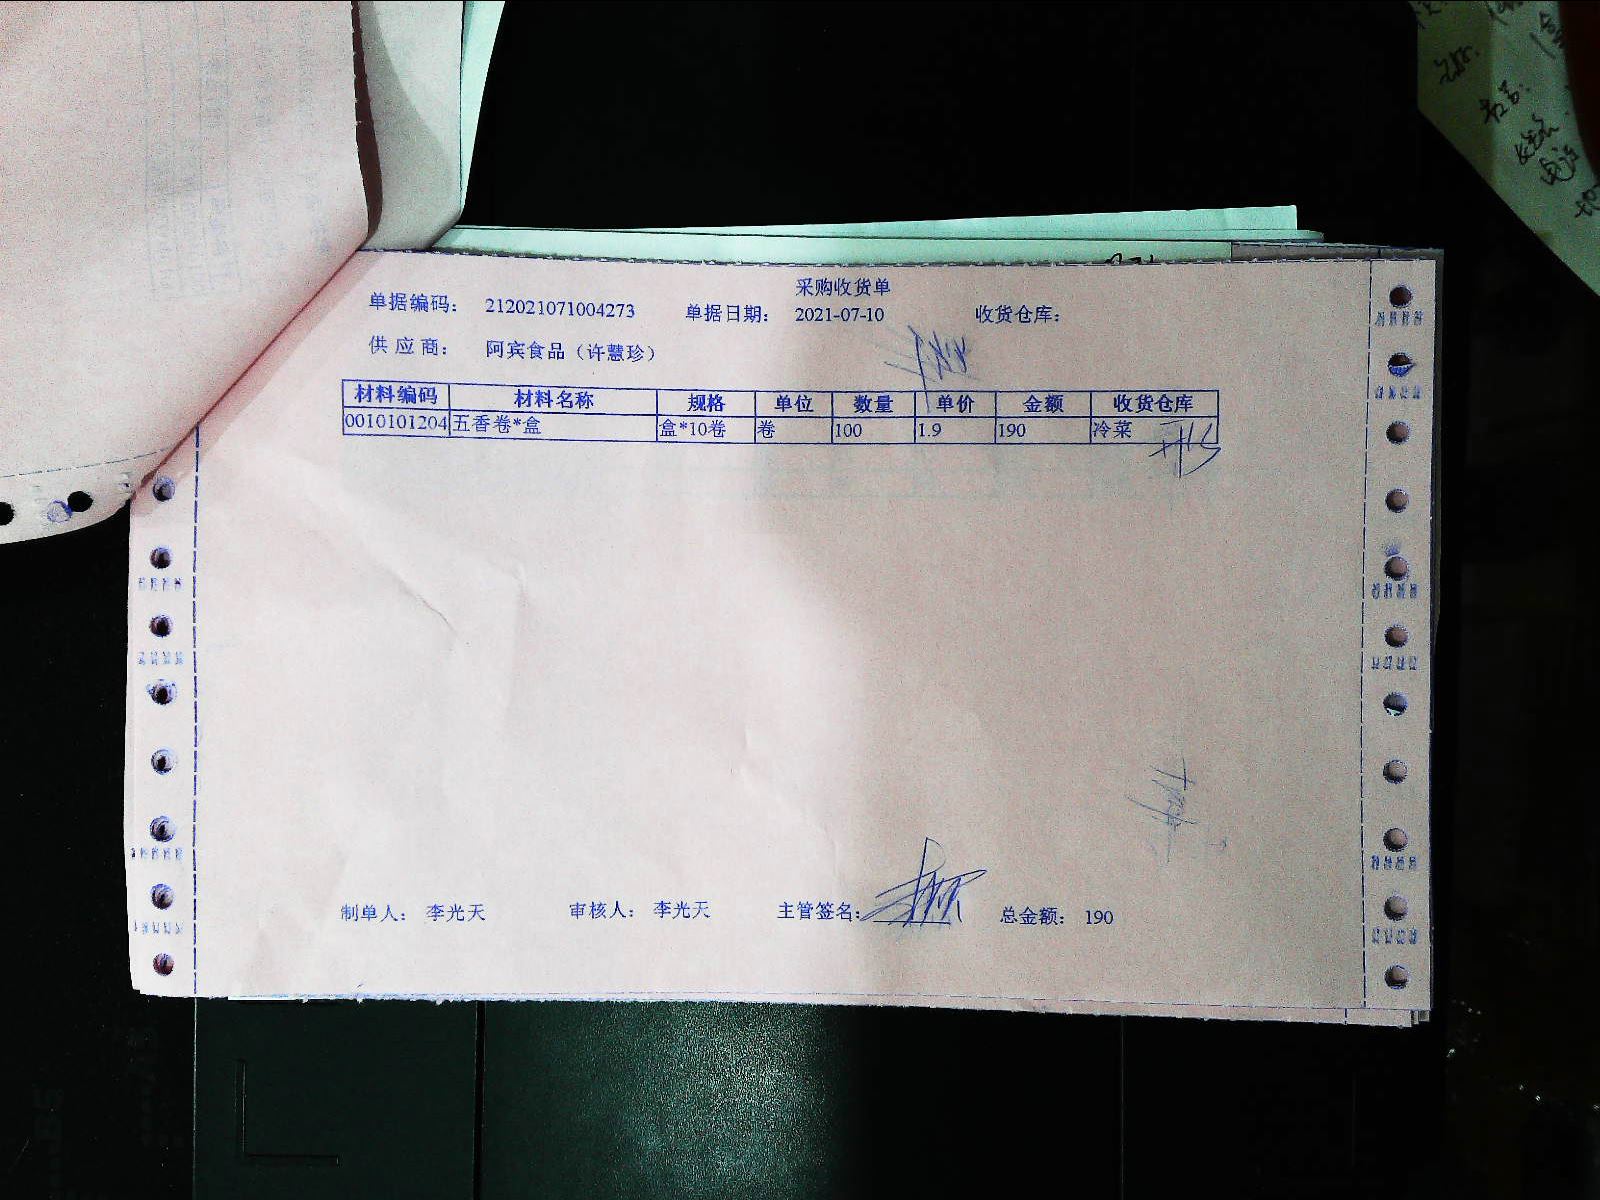 采购收货单
单据编码： 212021071004273 单据日期： 2021-07-10 收货仓库：
供 应 商： 阿宾食品（许慧珍）
材料编码 材料名称 规格 单位 数量 单价 金额 收货仓库
0010101204 五香卷*盒 盒*10卷 卷 100 1.9 190 冷菜
制单人： 李光天 审核人： 李光天 主管签名： 总金额： 190